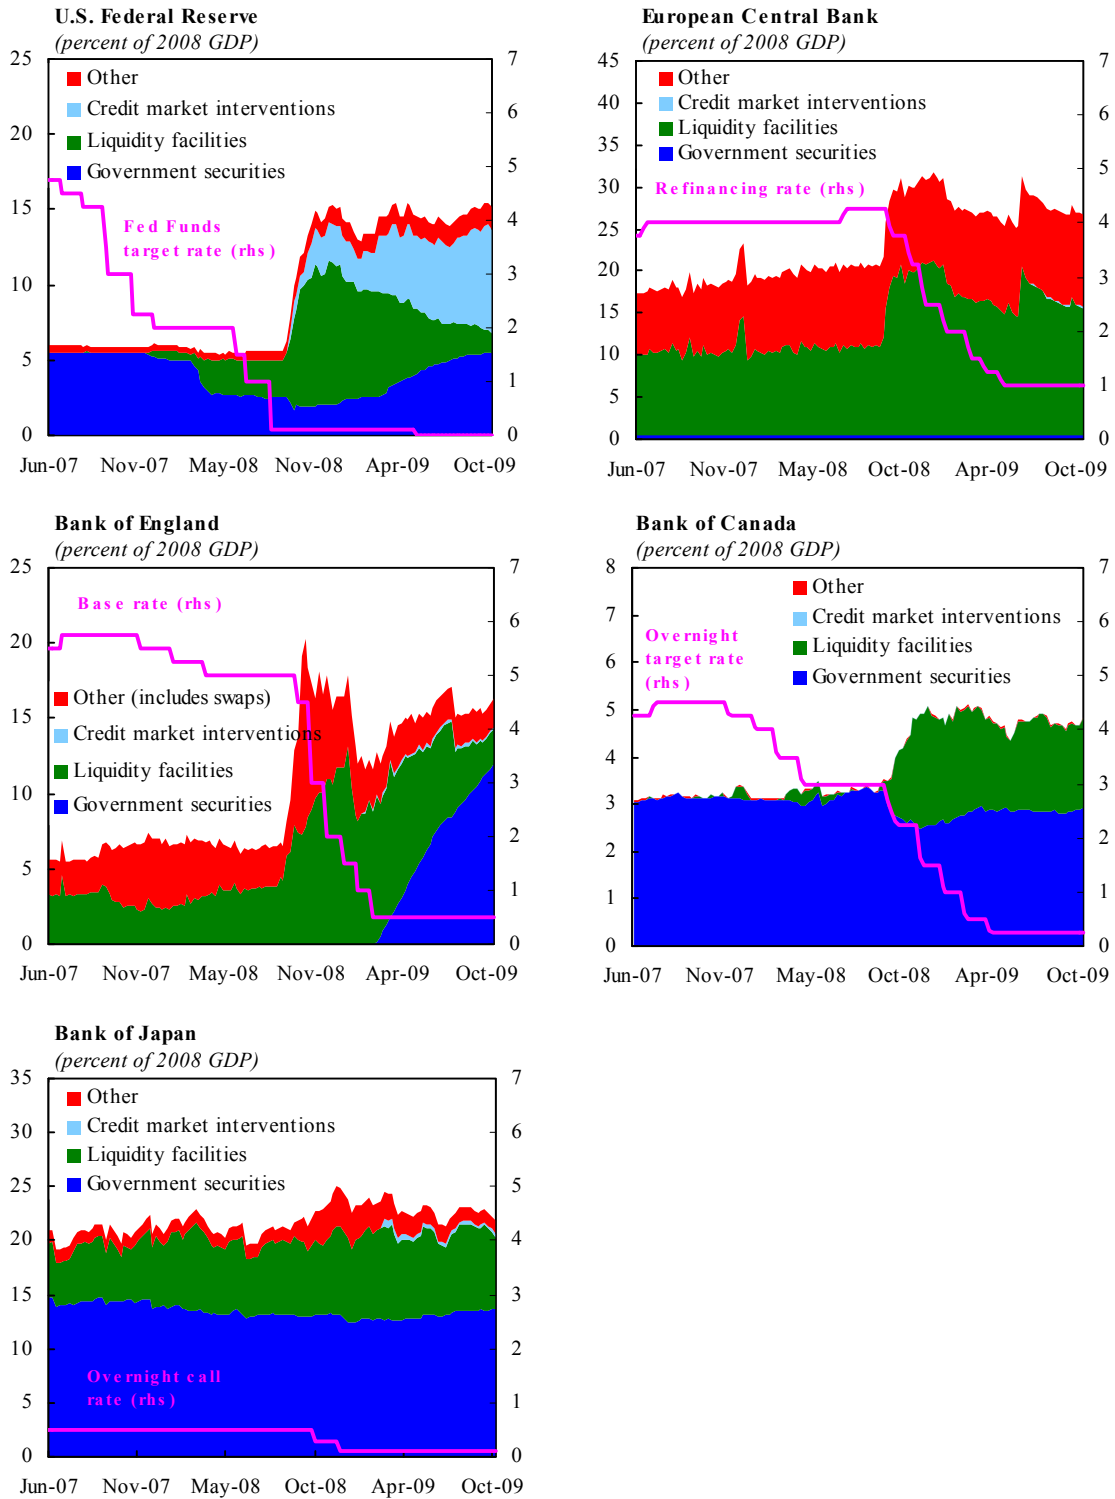 U.S. Federal Reserve
(percent of 2008 GDP)
25
20
15
10
5
0
7
6
5
4
3
2
1
0
Other
Credit market interventions
Liquidity facilities
Government securities
Fed Funds
target rate (rhs)
Jun-07 Nov-07 May-08 Nov-08 Apr-09 Oct-09
European Central Bank
(percent of 2008 GDP)
45
40
35
30
25
20
15
10
5
0
7
6
5
4
3
2
1
0
Other
Credit market interventions
Liquidity facilities
Government securities
Refinancing rate (rhs)
Jun-07 Nov-07 May-08 Oct-08 Apr-09 Oct-09
Bank of England
(percent of 2008 GDP)
25
20
15
10
5
0
7
6
5
4
3
2
1
0
Base rate (rhs)
Other (includes swaps)
Credit market interventions
Liquidity facilities
Government securities
Jun-07 Nov-07 May-08 Nov-08 Apr-09 Oct-09
Bank of Canada
(percent of 2008 GDP)
8
7
6
5
4
3
2
1
0
7
6
5
4
3
2
1
0
Other
Credit market interventions
Liquidity facilities
Government securities
Overnight
target rate
(rhs)
Jun-07 Nov-07 May-08 Oct-08 Apr-09 Oct-09
Bank of Japan
(percent of 2008 GDP)
35
30
25
20
15
10
5
0
7
6
5
4
3
2
1
0
Other
Credit market interventions
Liquidity facilities
Government securities
Overnight call
rate (rhs)
Jun-07 Nov-07 May-08 Oct-08 Apr-09 Oct-09